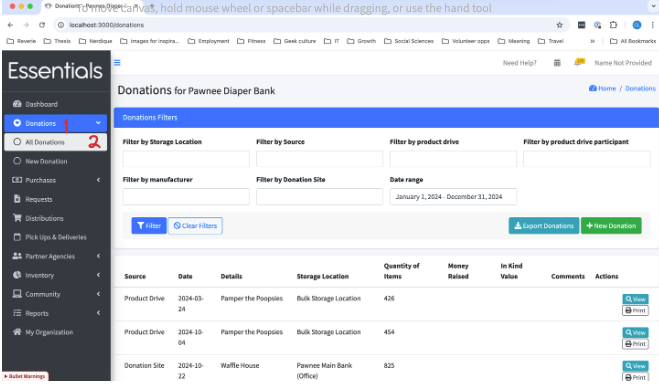 To move canvas, hold mouse wheel or spacebar while dragging, or use the hand tool
localhost:3000/donations
Reverie Thesis Nerdique Images for inspira... Employment Fitness Geek culture IT Growth Social Sciences Volunteer opps Meaning Travel » All Bookmarks
Essentials
Need Help? Name Not Provided
Donations for Pawnee Diaper Bank
Home / Donations
Dashboard
Donations 1
All Donations 2
New Donation
Purchases
Requests
Distributions
Pick Ups & Deliveries
Partner Agencies
Inventory
Community
Reports
My Organization
Bullet Warnings
Donations Filters
Filter by Storage Location Filter by Source Filter by product drive Filter by product drive participant
Filter by manufacturer Filter by Donation Site Date range
January 1, 2024 - December 31, 2024
Filter Clear Filters Export Donations + New Donation
Source Date Details Storage Location Quantity of Items Money Raised In Kind Value Comments Actions
Product Drive 2024-03-24 Pamper the Poopsies Bulk Storage Location 426 View
Print
Product Drive 2024-10-04 Pamper the Poopsies Bulk Storage Location 454 View
Print
Donation Site 2024-10-22 Waffle House Pawnee Main Bank (Office) 825 View
Print